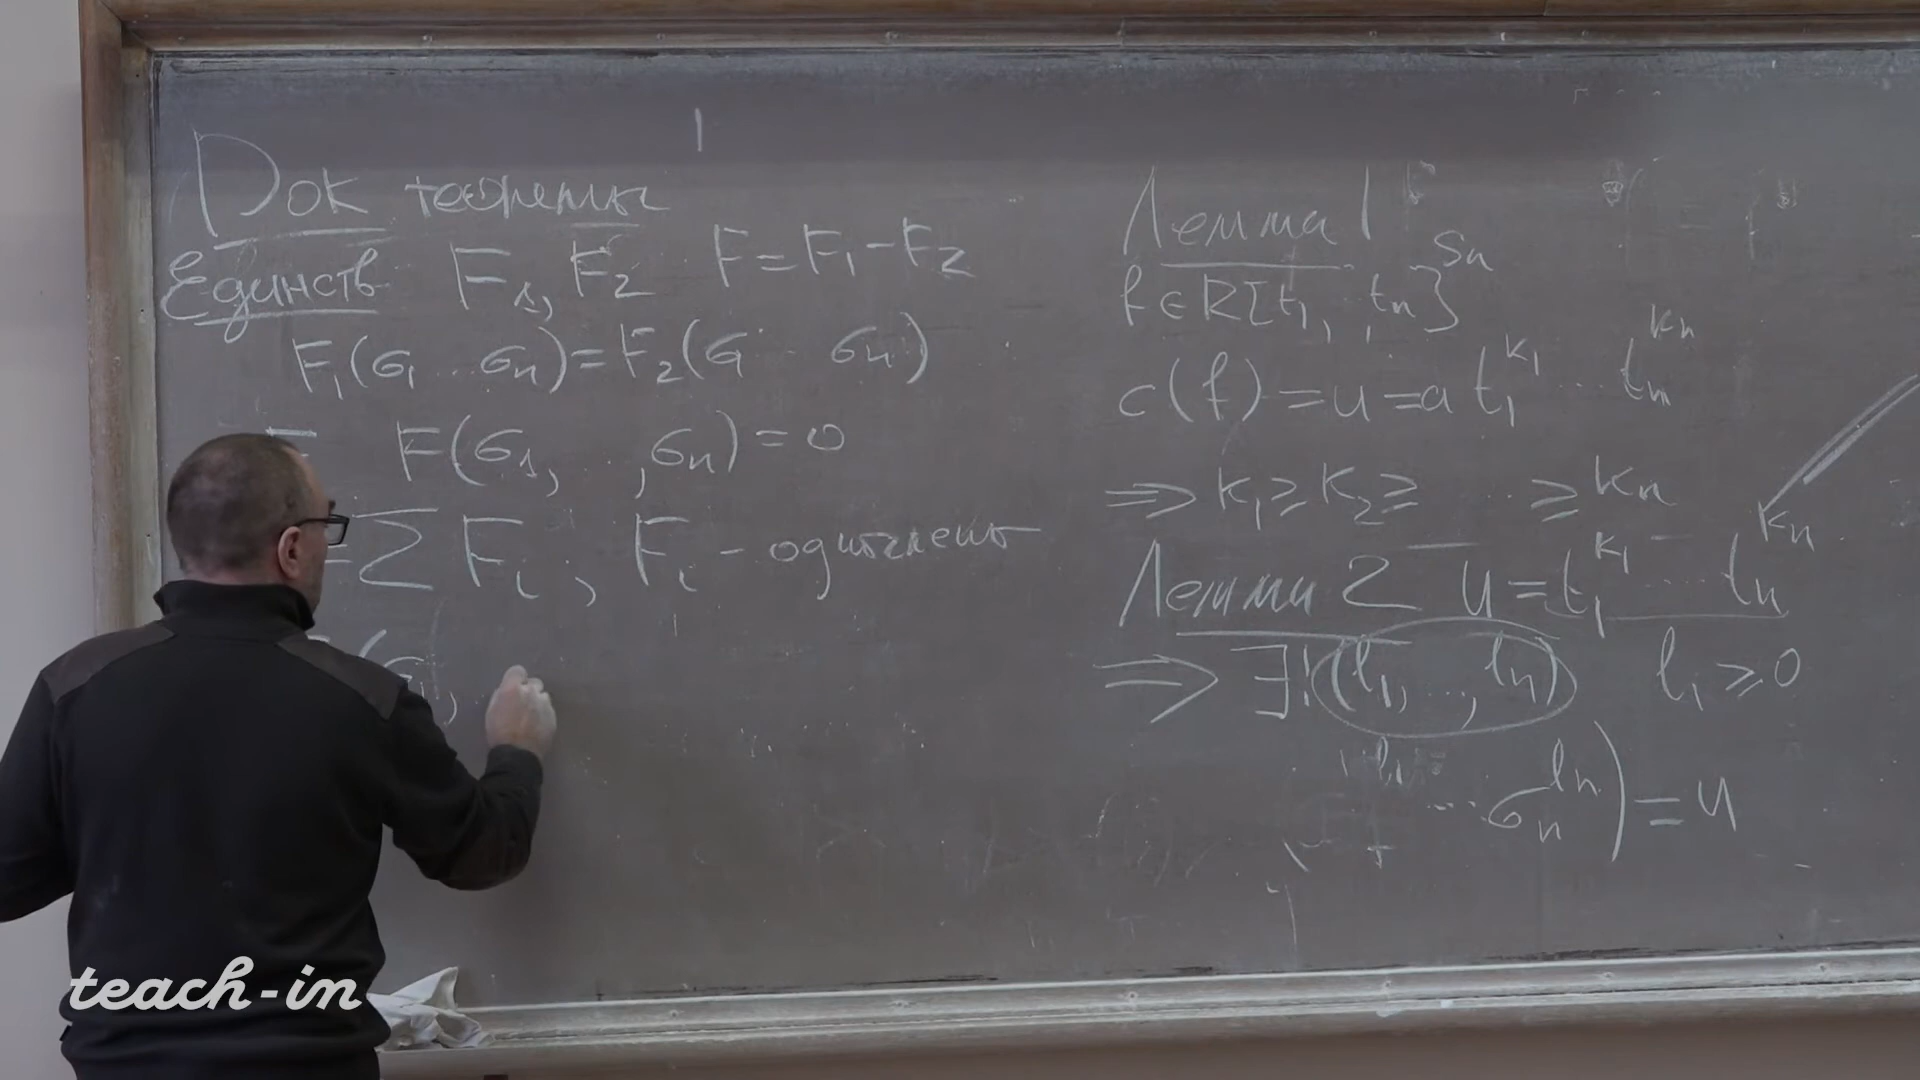 Док теоремы
Единств F₁, F₂ F = F₁ - F₂
F₁(σ₁ ... σₙ) = F₂(σ ... σₙ)
F(σ₁, ..., σₙ) = 0
= ∑ Fᵢ, Fᵢ - одночлены
(σ₁,
Лемма 1
f ∈ R[t₁, , tₙ]^Sₙ
c(f) = u = a t₁^k₁ ... tₙ^kₙ
⇒ k₁ ⩾ k₂ ⩾ ... ⩾ kₙ
Лемма 2 u = t₁^k₁ ... tₙ^kₙ
⇒ ∃! (l₁, ..., lₙ) l₁ ⩾ 0
l₁ ... σₙ^lₙ) = u
teach-in